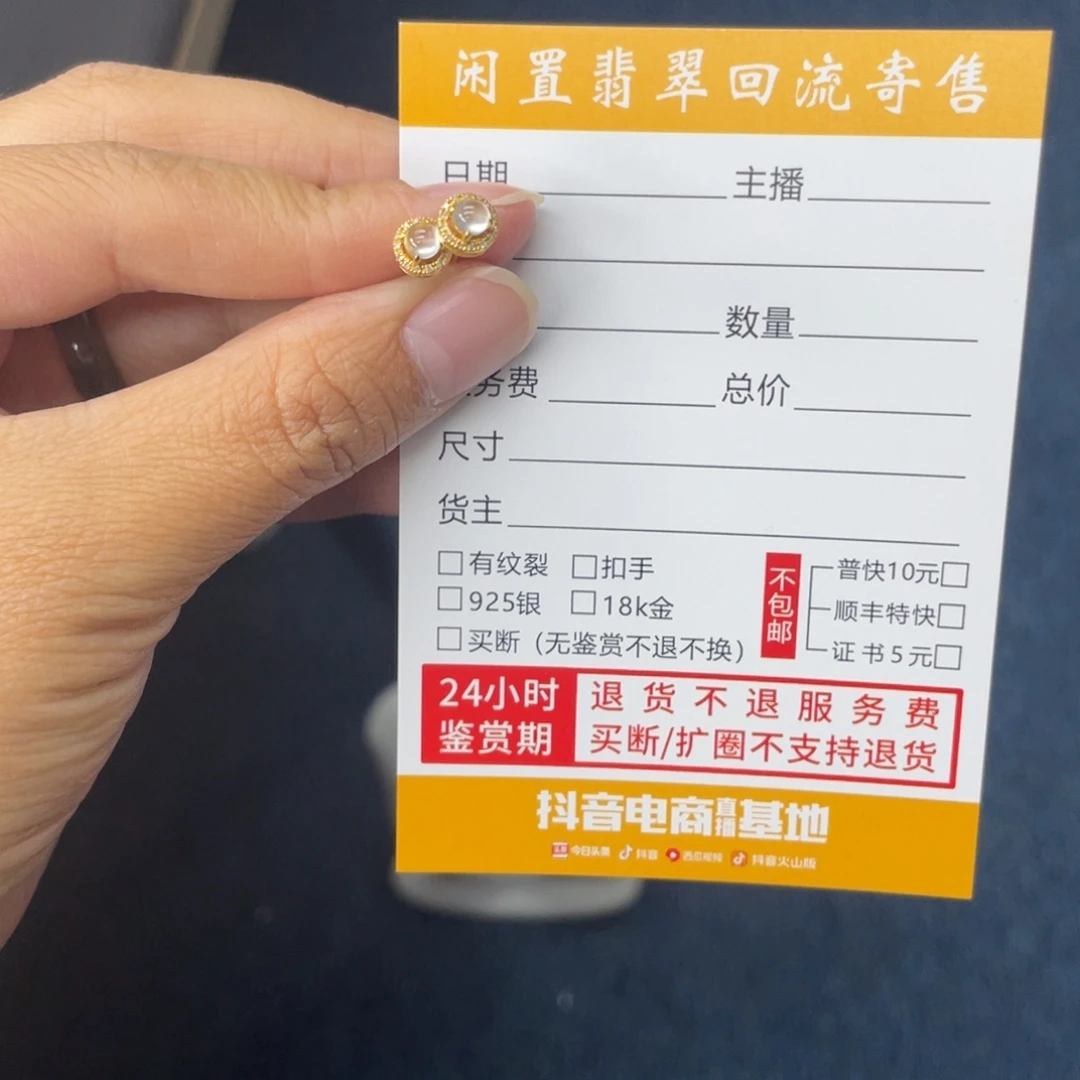 闲置翡翠回流寄售
日期 主播
数量
务费 总价
尺寸
货主
有纹裂 扣手
925银 18k金
买断（无鉴赏不退不换）
不包邮
普快10元
顺丰特快
证书5元
24小时
鉴赏期
退货不退服务费
买断/扩圈不支持退货
抖音电商直播基地
头条 今日头条 抖音 西瓜视频 抖音火山版